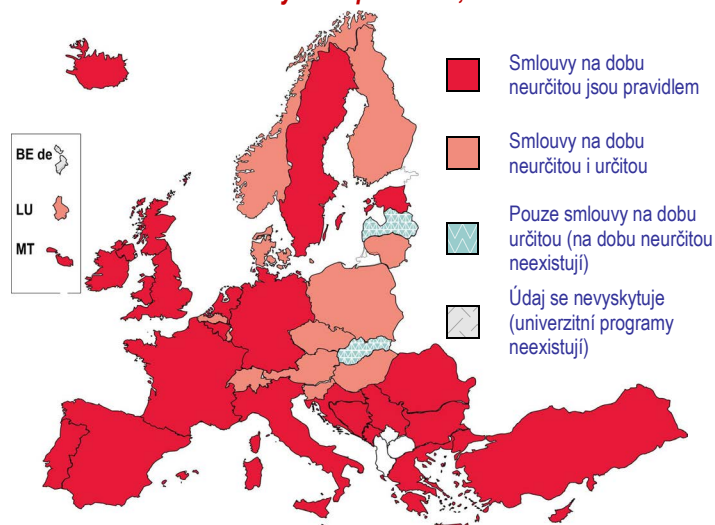 Smlouvy na dobu
neurčitou jsou pravidlem
Smlouvy na dobu
neurčitou i určitou
Pouze smlouvy na dobu
určitou (na dobu neurčitou
neexistují)
Údaj se nevyskytuje
(univerzitní programy
neexistují)
BE de
LU
MT